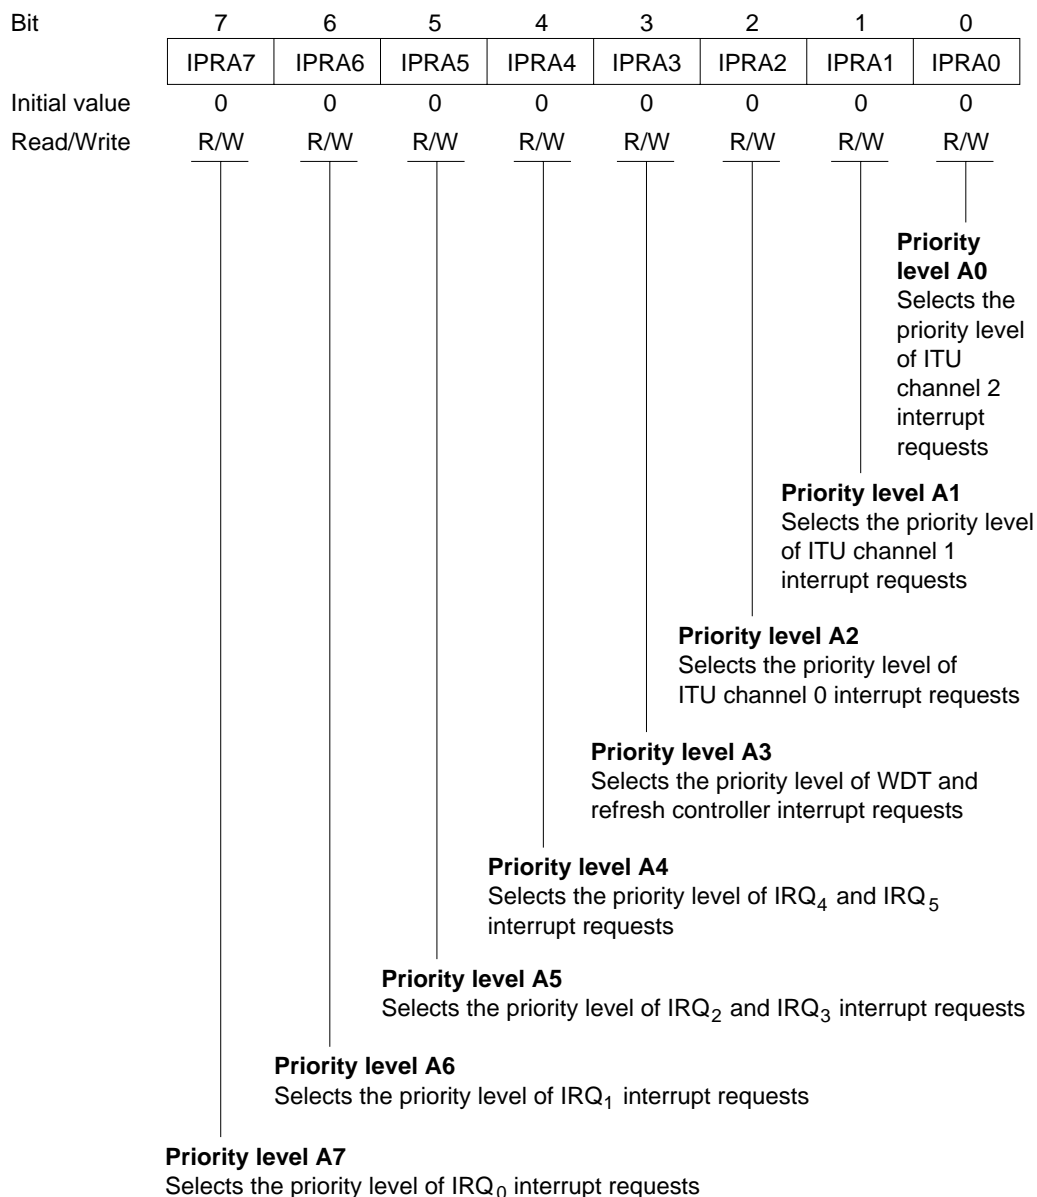 Bit 7 6 5 4 3 2 1 0
IPRA7 IPRA6 IPRA5 IPRA4 IPRA3 IPRA2 IPRA1 IPRA0
Initial value 0 0 0 0 0 0 0 0
Read/Write R/W R/W R/W R/W R/W R/W R/W R/W
Priority
level A0
Selects the
priority level
of ITU
channel 2
interrupt
requests
Priority level A1
Selects the priority level
of ITU channel 1
interrupt requests
Priority level A2
Selects the priority level of
ITU channel 0 interrupt requests
Priority level A3
Selects the priority level of WDT and
refresh controller interrupt requests
Priority level A4
Selects the priority level of IRQ4 and IRQ5
interrupt requests
Priority level A5
Selects the priority level of IRQ2 and IRQ3 interrupt requests
Priority level A6
Selects the priority level of IRQ1 interrupt requests
Priority level A7
Selects the priority level of IRQ0 interrupt requests